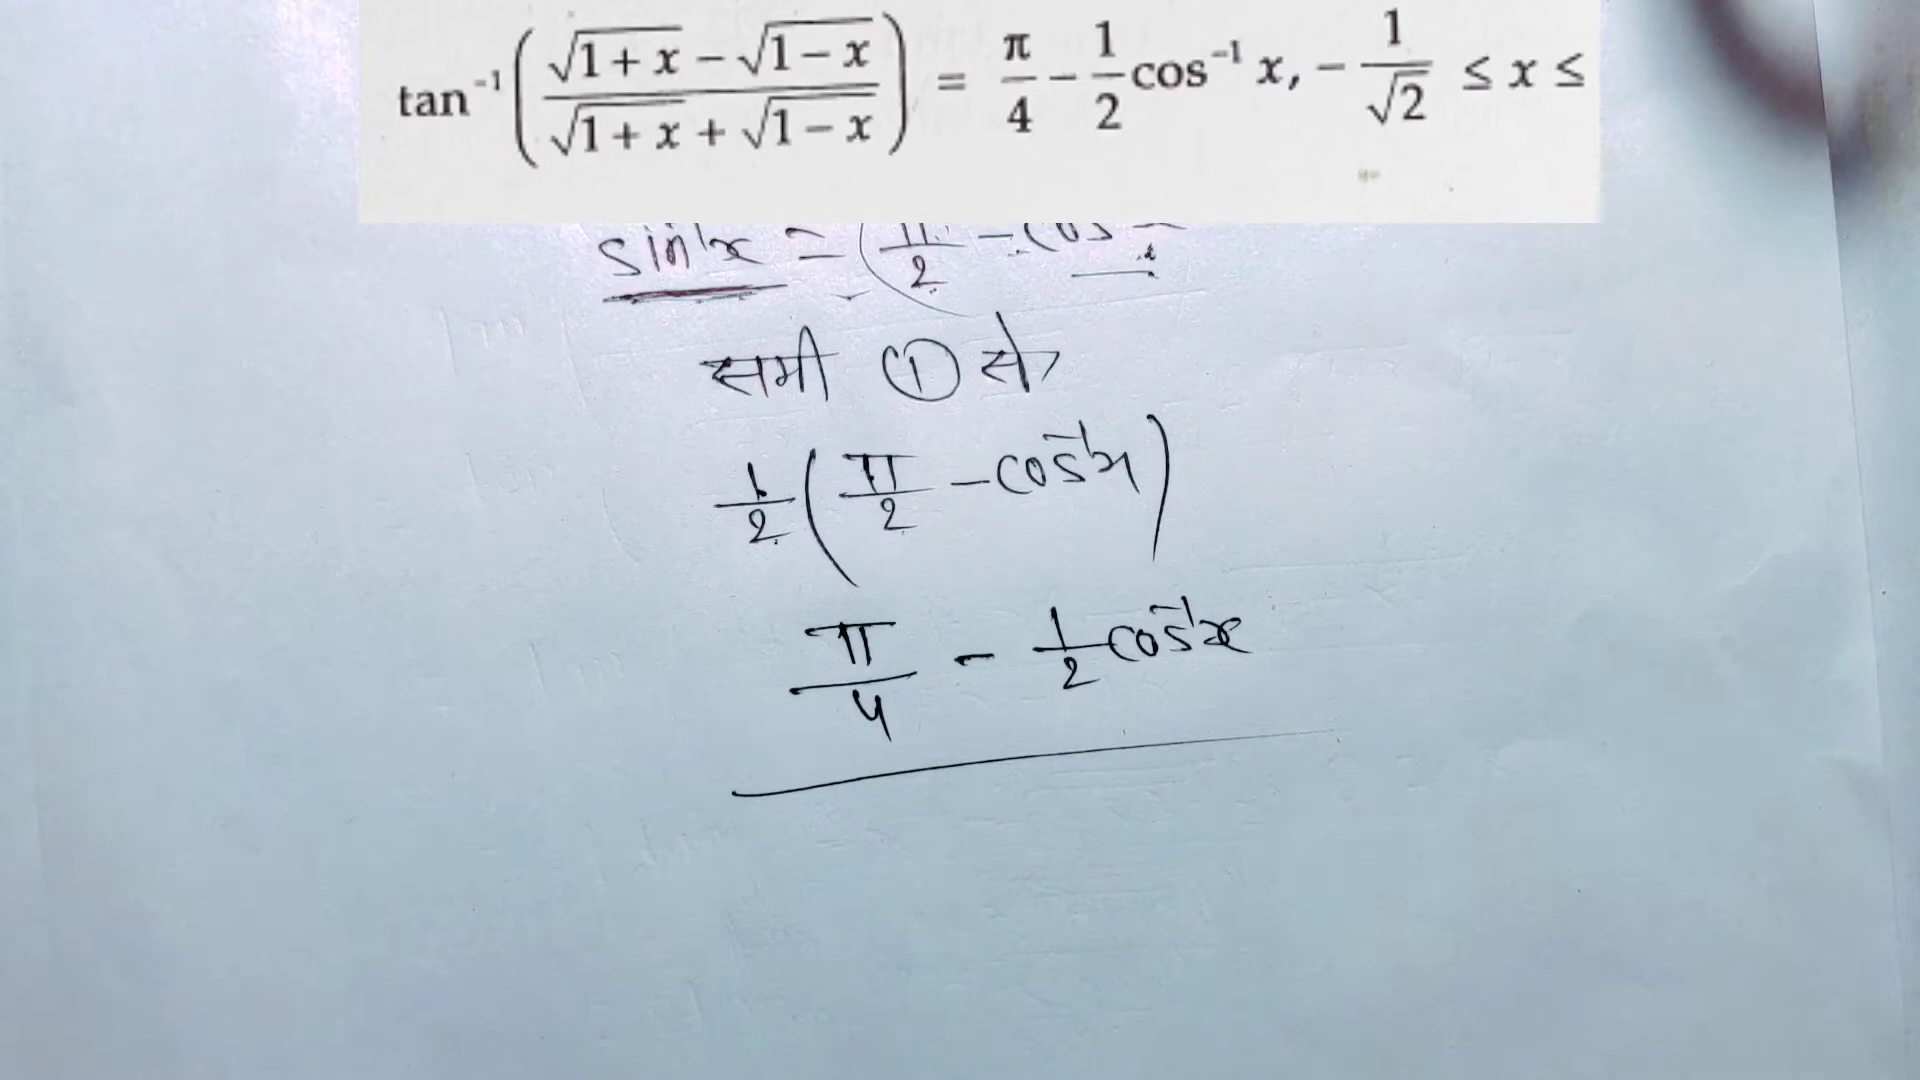 tan⁻¹((√(1+x) − √(1−x))/(√(1+x) + √(1−x))) = π/4 − 1/2 cos⁻¹ x, − 1/√2 ≤ x ≤
sin⁻¹x = (π/2 − cos
समी ① से
1/2 (π/2 − cos⁻¹x)
π/4 − 1/2 cos⁻¹x